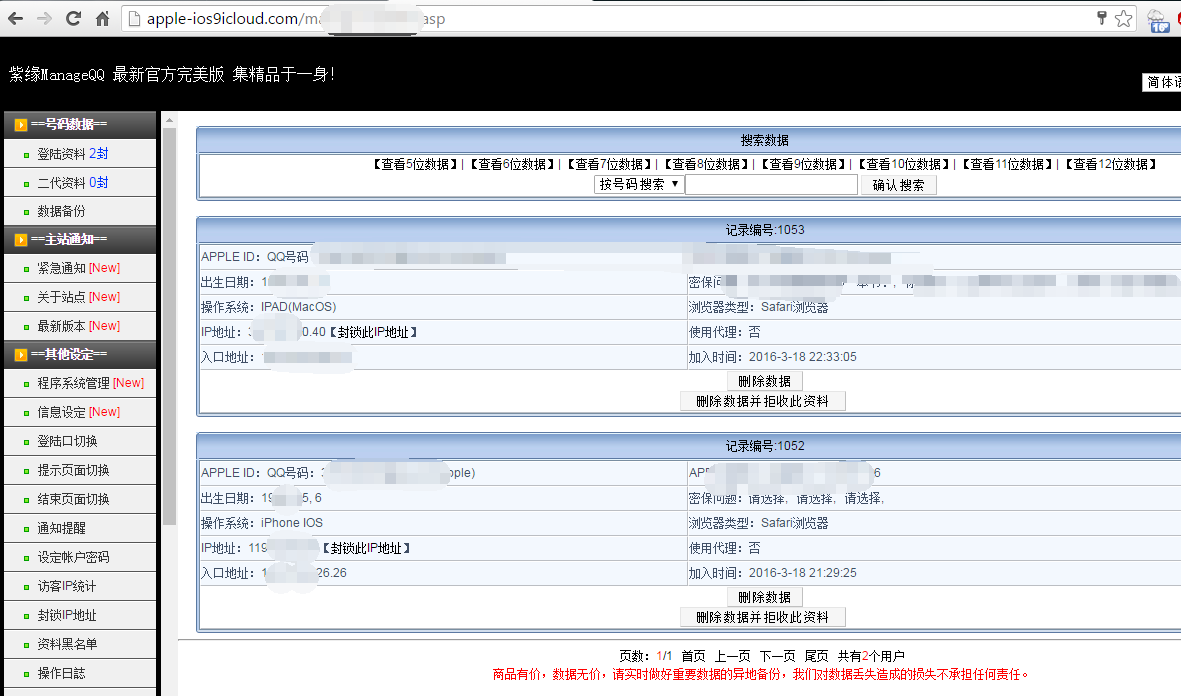 apple-ios9icloud.com/ma asp
紫缘ManageQQ 最新官方完美版 集精品于一身!
简体语
==号码数据==
登陆资料 2封
二代资料 0封
数据备份
==主站通知==
紧急通知 [New]
关于站点 [New]
最新版本 [New]
==其他设定==
程序系统管理 [New]
信息设定 [New]
登陆口切换
提示页面切换
结束页面切换
通知提醒
设定帐户密码
访客IP统计
封锁IP地址
资料黑名单
操作日誌
搜索数据
【查看5位数据】|【查看6位数据】|【查看7位数据】|【查看8位数据】|【查看9位数据】|【查看10位数据】|【查看11位数据】|【查看12位数据】
按号码搜索 ▼ 确认搜索
记录编号:1053
APPLE ID: QQ号码
出生日期: 1 密保问
操作系统: IPAD(MacOS) 浏览器类型: Safari浏览器
IP地址: 0.40【封锁此IP地址】 使用代理: 否
入口地址: 加入时间: 2016-3-18 22:33:05
删除数据
删除数据并拒收此资料
记录编号:1052
APPLE ID: QQ号码: 3 pple) APP 6
出生日期: 19 5, 6 密保问题: 请选择, 请选择, 请选择,
操作系统: iPhone IOS 浏览器类型: Safari浏览器
IP地址: 119 【封锁此IP地址】 使用代理: 否
入口地址: 1 26.26 加入时间: 2016-3-18 21:29:25
删除数据
删除数据并拒收此资料
页数: 1/1 首页 上一页 下一页 尾页 共有2个用户
商品有价，数据无价，请实时做好重要数据的异地备份，我们对数据丢失造成的损失不承担任何责任。